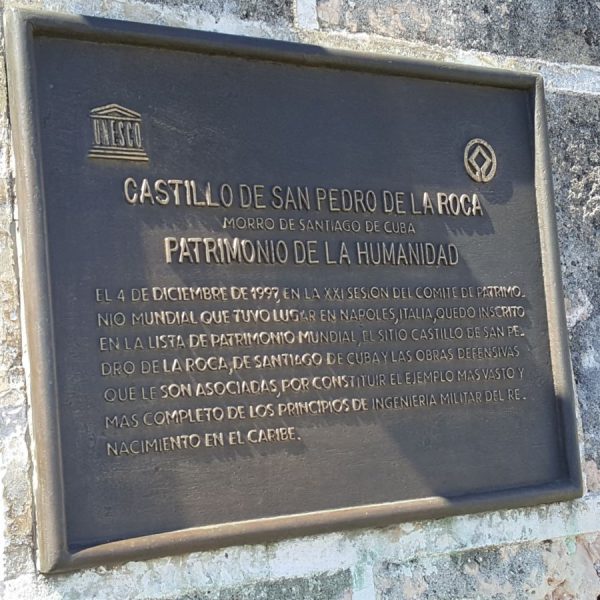 UNESCO
CASTILLO DE SAN PEDRO DE LA ROCA
MORRO DE SANTIAGO DE CUBA
PATRIMONIO DE LA HUMANIDAD
EL 4 DE DICIEMBRE DE 1997, EN LA XXI SESION DEL COMITE DE PATRIMO-
NIO MUNDIAL QUE TUVO LUGAR EN NAPOLES, ITALIA, QUEDO INSCRITO
EN LA LISTA DE PATRIMONIO MUNDIAL, EL SITIO CASTILLO DE SAN PE-
DRO DE LA ROCA, DE SANTIAGO DE CUBA Y LAS OBRAS DEFENSIVAS
QUE LE SON ASOCIADAS, POR CONSTITUIR EL EJEMPLO MAS VASTO Y
MAS COMPLETO DE LOS PRINCIPIOS DE INGENIERIA MILITAR DEL RE-
NACIMIENTO EN EL CARIBE.